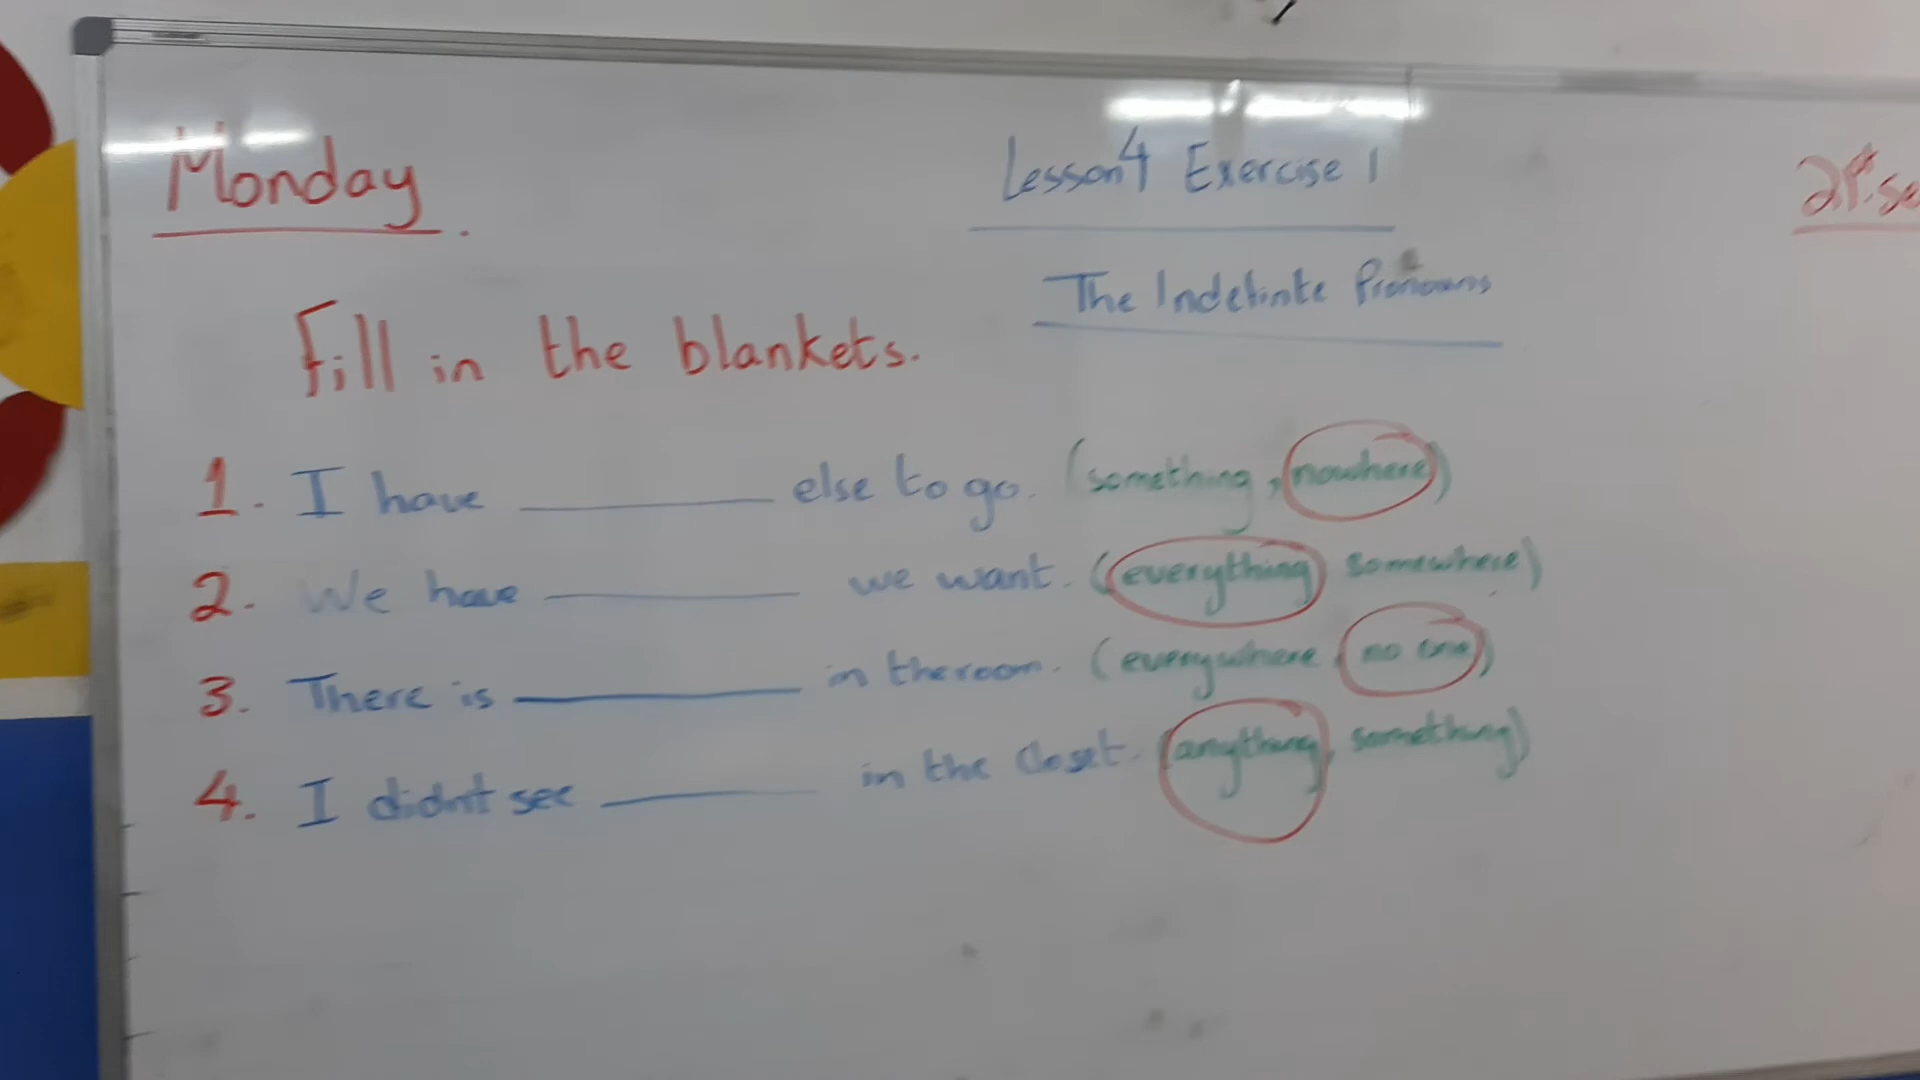 Monday.
Lesson 4 Exercise 1
The Indefinite Pronouns
Fill in the blankets.
1. I have ________ else to go. (something, nowhere)
2. We have ________ we want. (everything somewhere)
3. There is ________ in the room. (everywhere, no one)
4. I didn't see ________ in the closet. (anything, something)